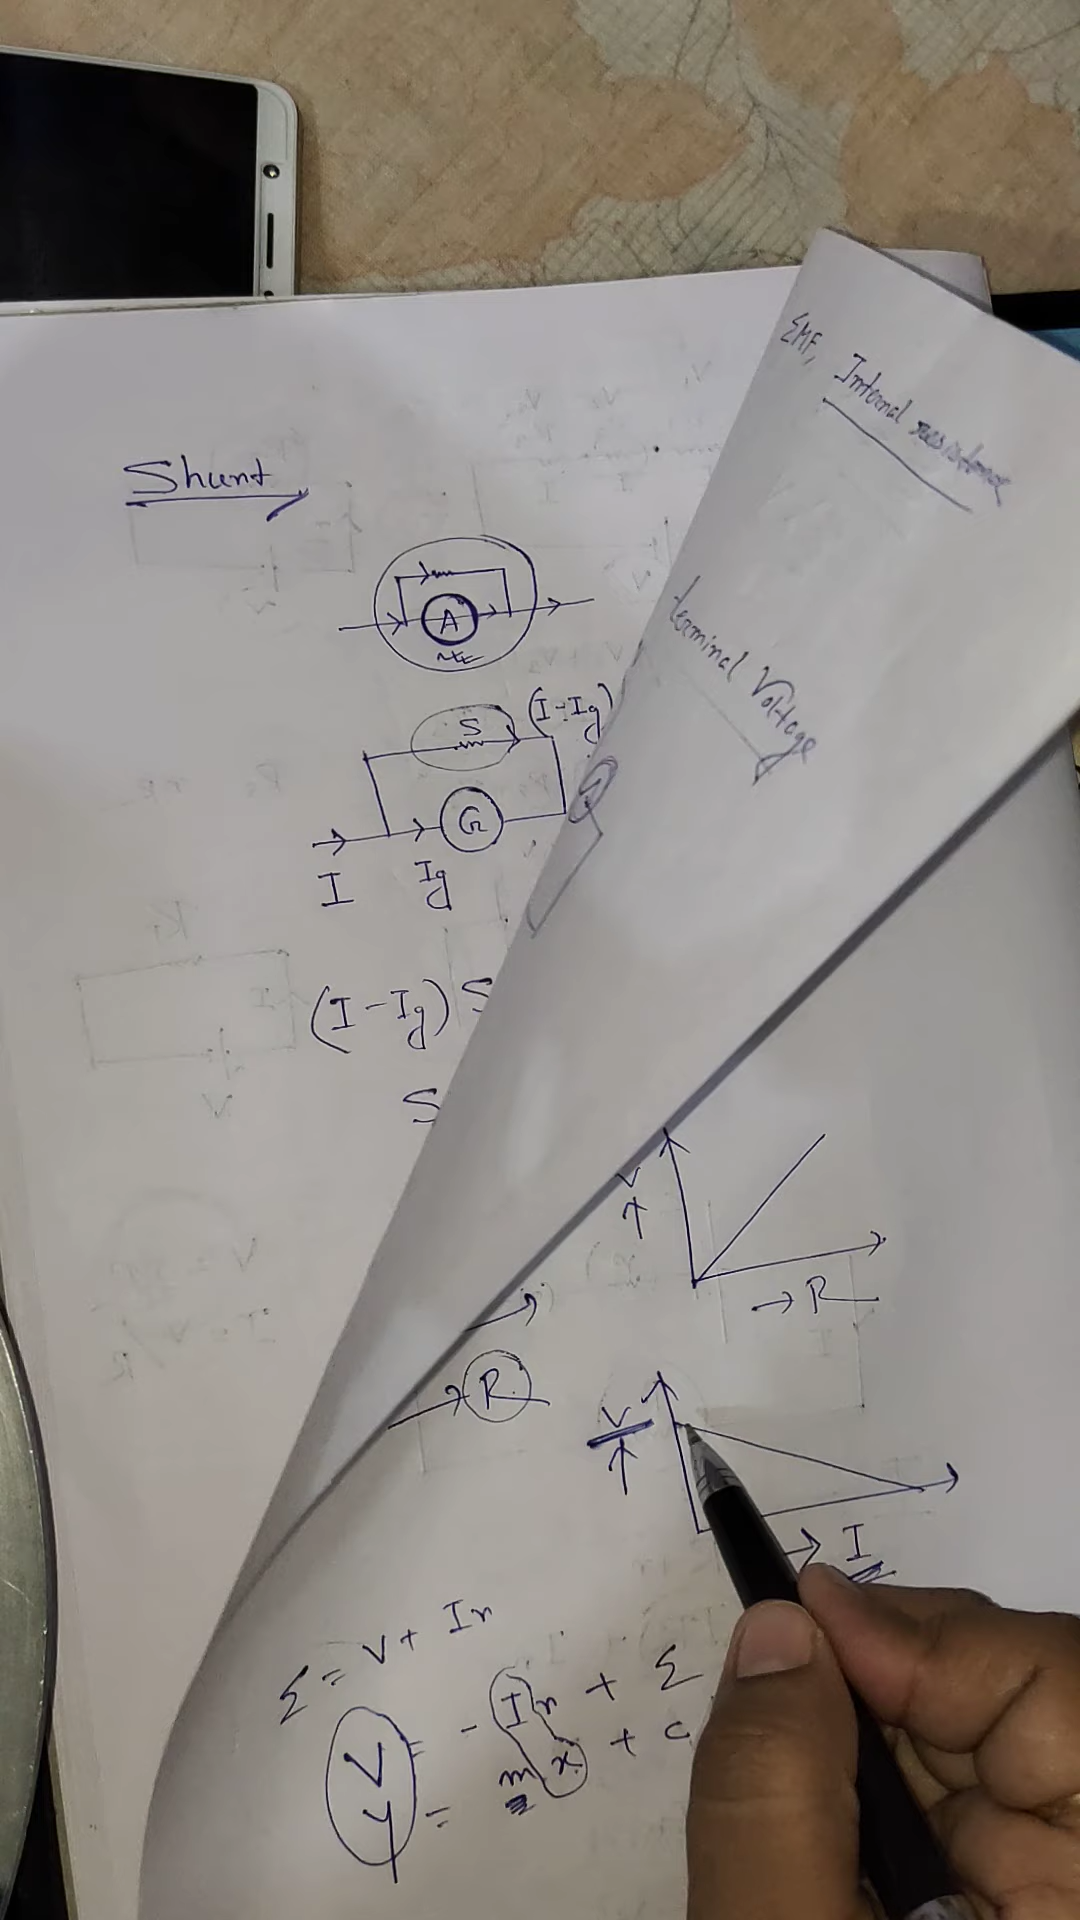 Shunt
A
S
(I-Ig)
G
I
Ig
(I-Ig) S
S
EMF, Internal resistance
terminal Voltage
V
→ R
R
V
I
Σ = V + Ir
V = - Ir + Σ
y = mx + c